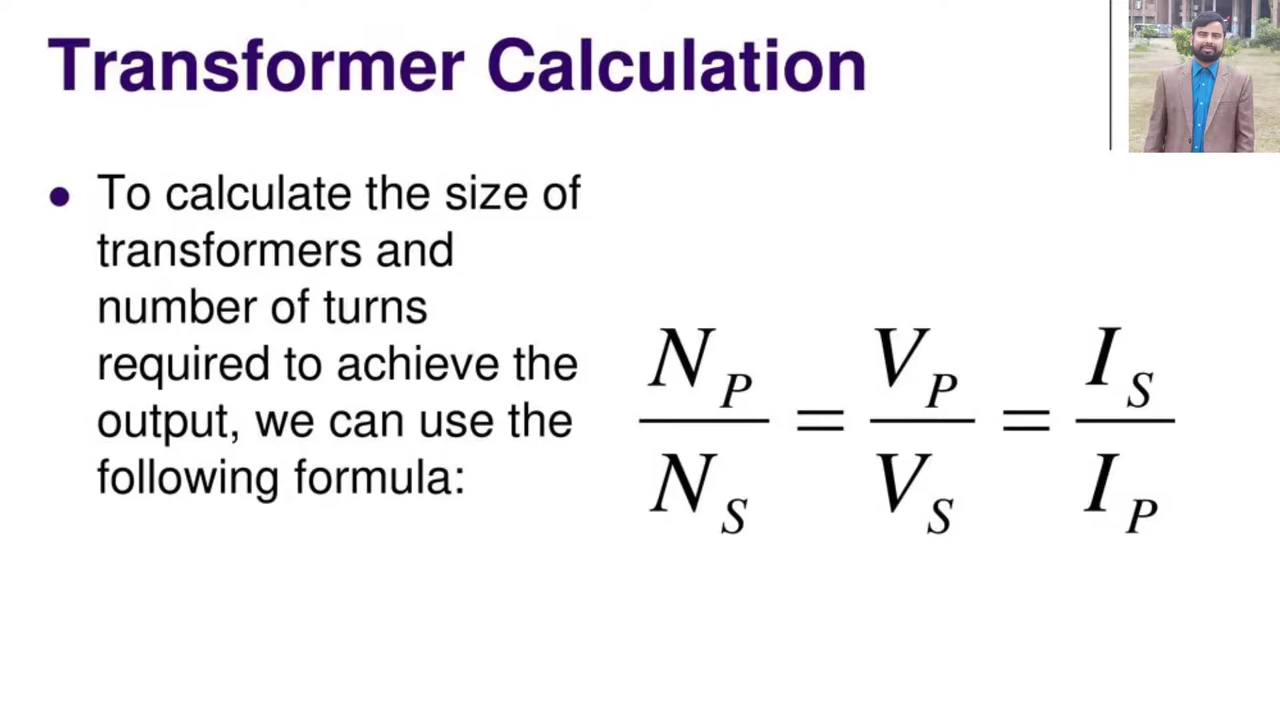 Transformer Calculation
• To calculate the size of
transformers and
number of turns
required to achieve the
output, we can use the
following formula:
N_P / N_S = V_P / V_S = I_S / I_P